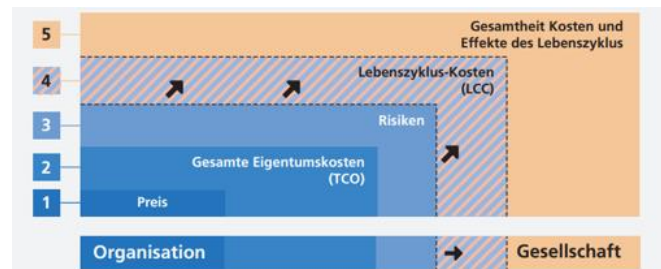 5
Gesamtheit Kosten und
Effekte des Lebenszyklus
4
Lebenszyklus-Kosten
(LCC)
3
Risiken
2
Gesamte Eigentumskosten
(TCO)
1
Preis
Organisation
Gesellschaft